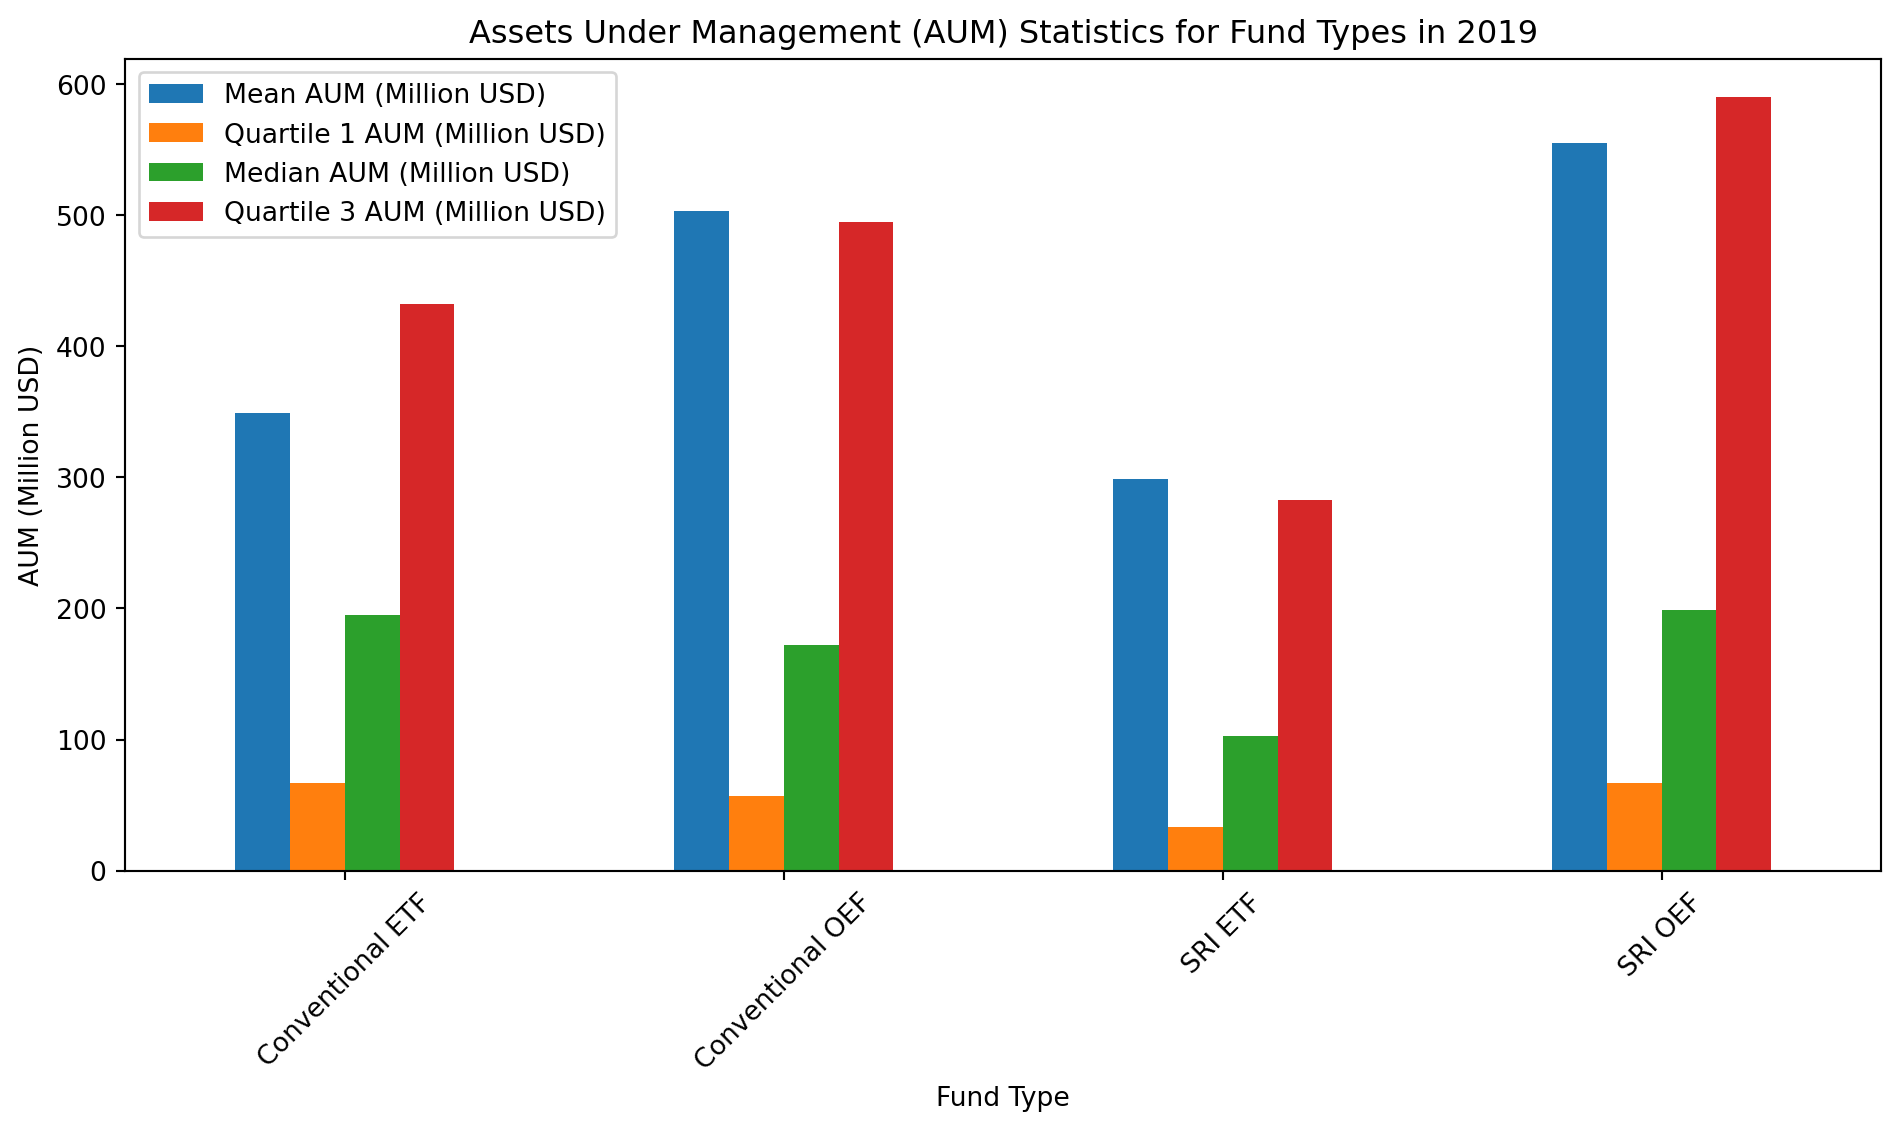 Assets Under Management (AUM) Statistics for Fund Types in 2019
Mean AUM (Million USD)
Quartile 1 AUM (Million USD)
Median AUM (Million USD)
Quartile 3 AUM (Million USD)
AUM (Million USD)
600
500
400
300
200
100
0
Conventional ETF
Conventional OEF
SRI ETF
SRI OEF
Fund Type